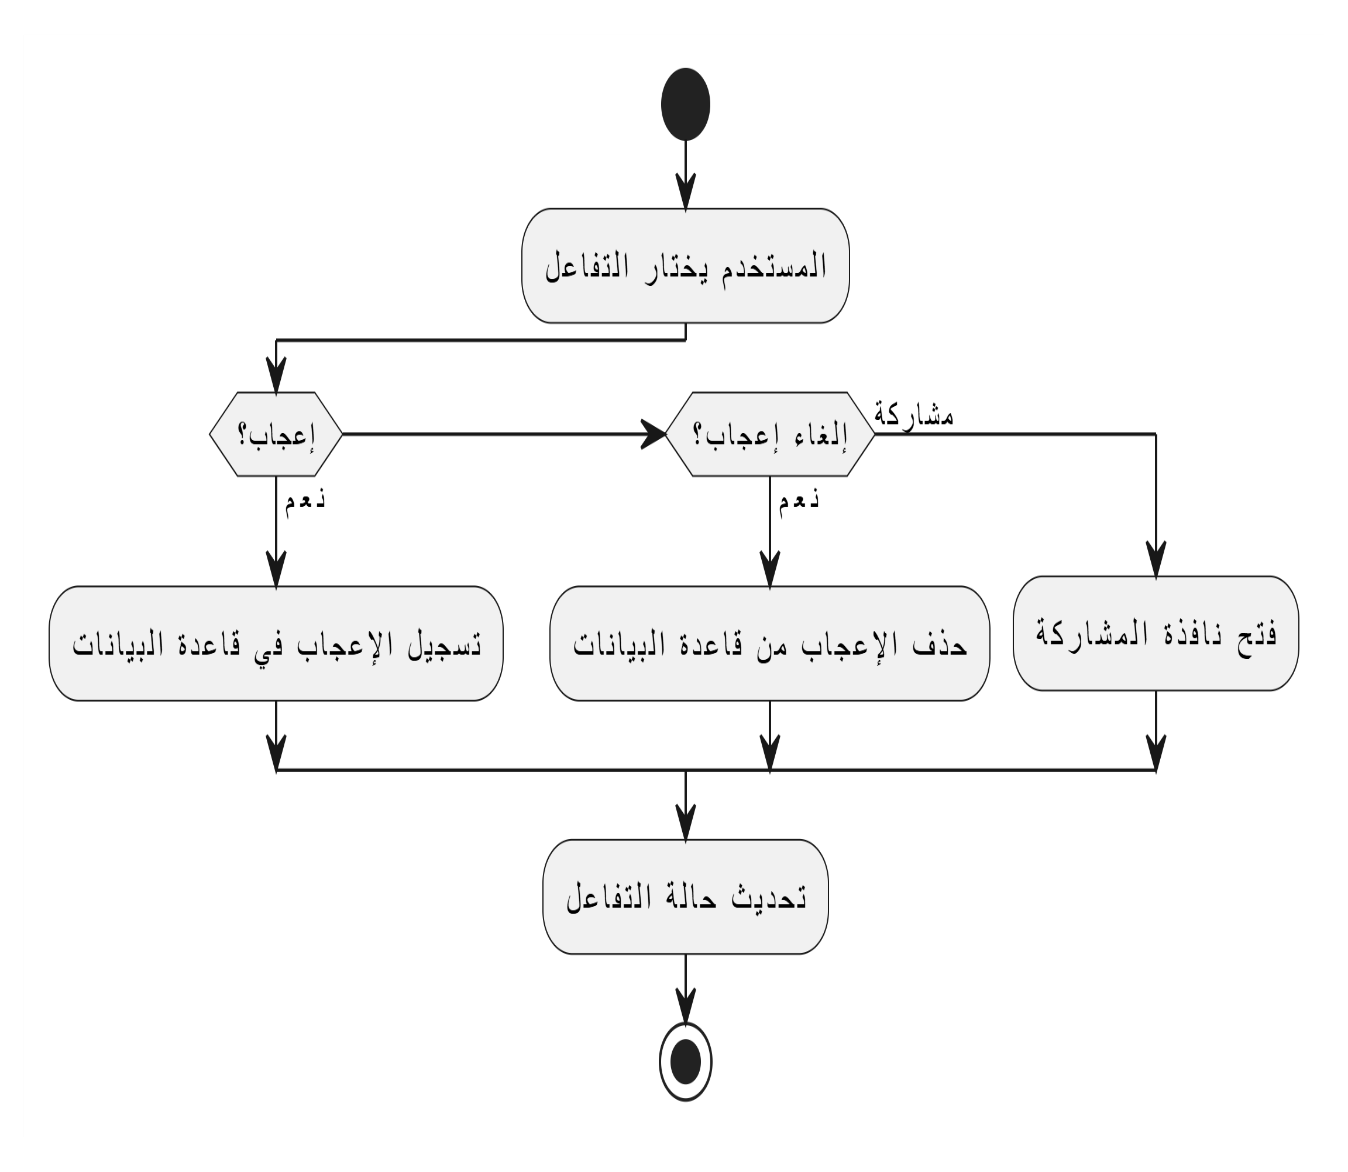 المستخدم يختار التفاعل
إعجاب؟
إلغاء إعجاب؟
مشاركة
نعم
نعم
تسجيل الإعجاب في قاعدة البيانات
حذف الإعجاب من قاعدة البيانات
فتح نافذة المشاركة
تحديث حالة التفاعل